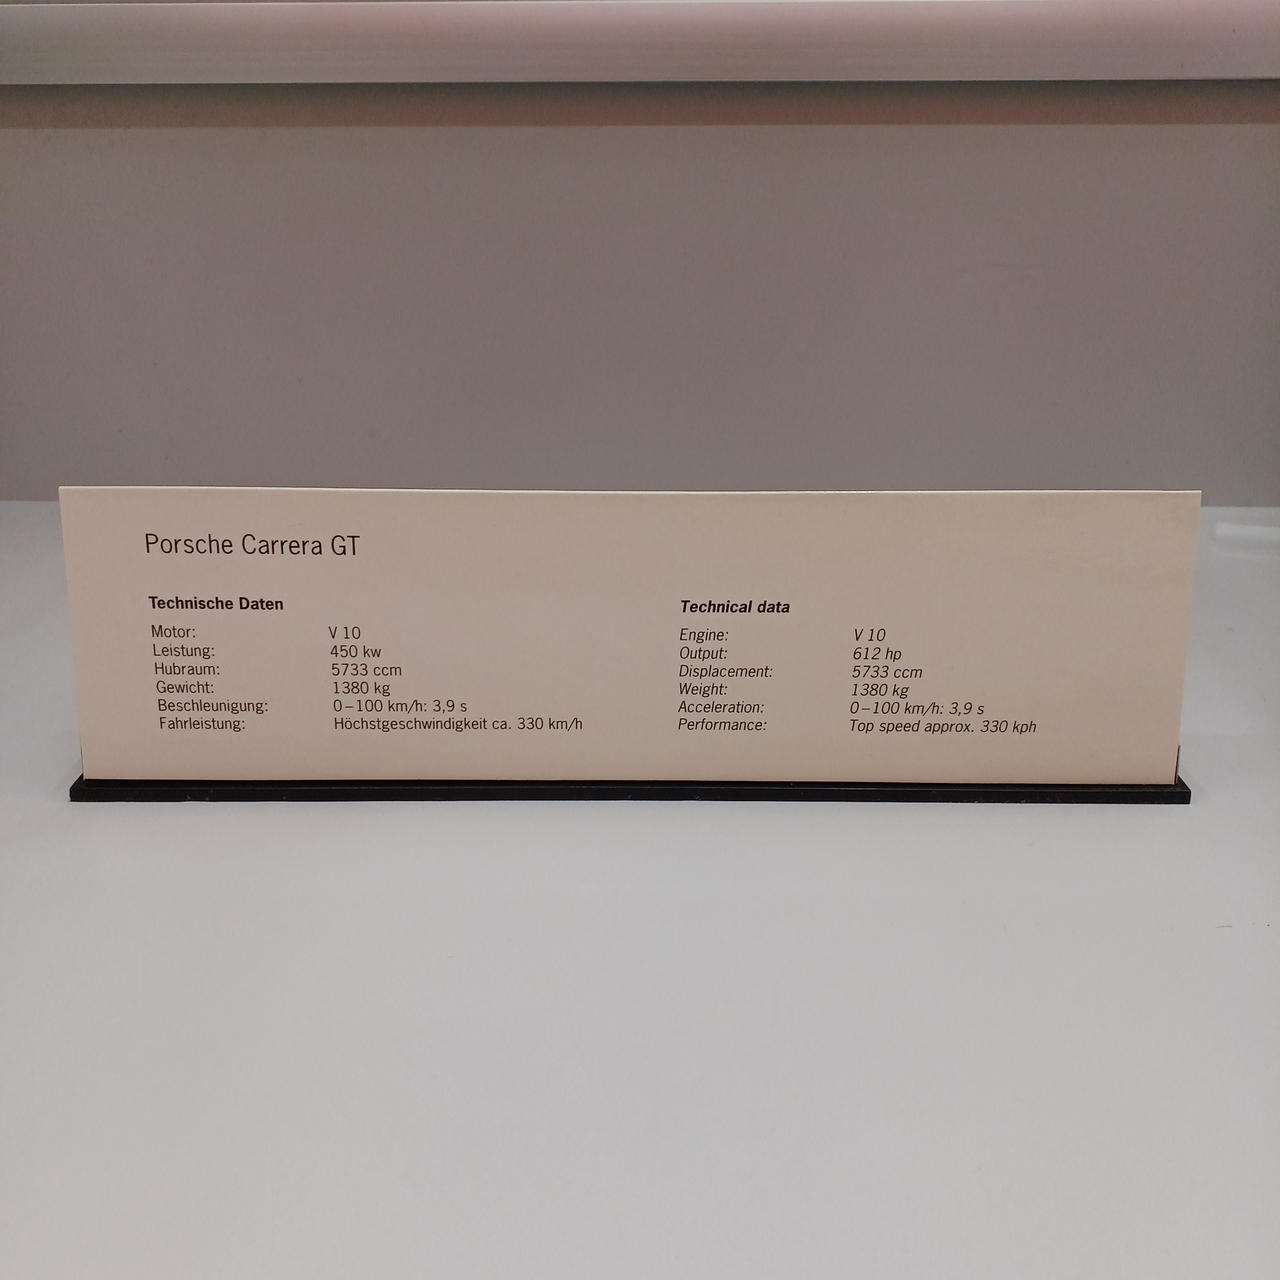 Porsche Carrera GT
Technische Daten
Motor: V 10
Leistung: 450 kw
Hubraum: 5733 ccm
Gewicht: 1380 kg
Beschleunigung: 0–100 km/h: 3,9 s
Fahrleistung: Höchstgeschwindigkeit ca. 330 km/h
Technical data
Engine: V 10
Output: 612 hp
Displacement: 5733 ccm
Weight: 1380 kg
Acceleration: 0–100 km/h: 3,9 s
Performance: Top speed approx. 330 kph